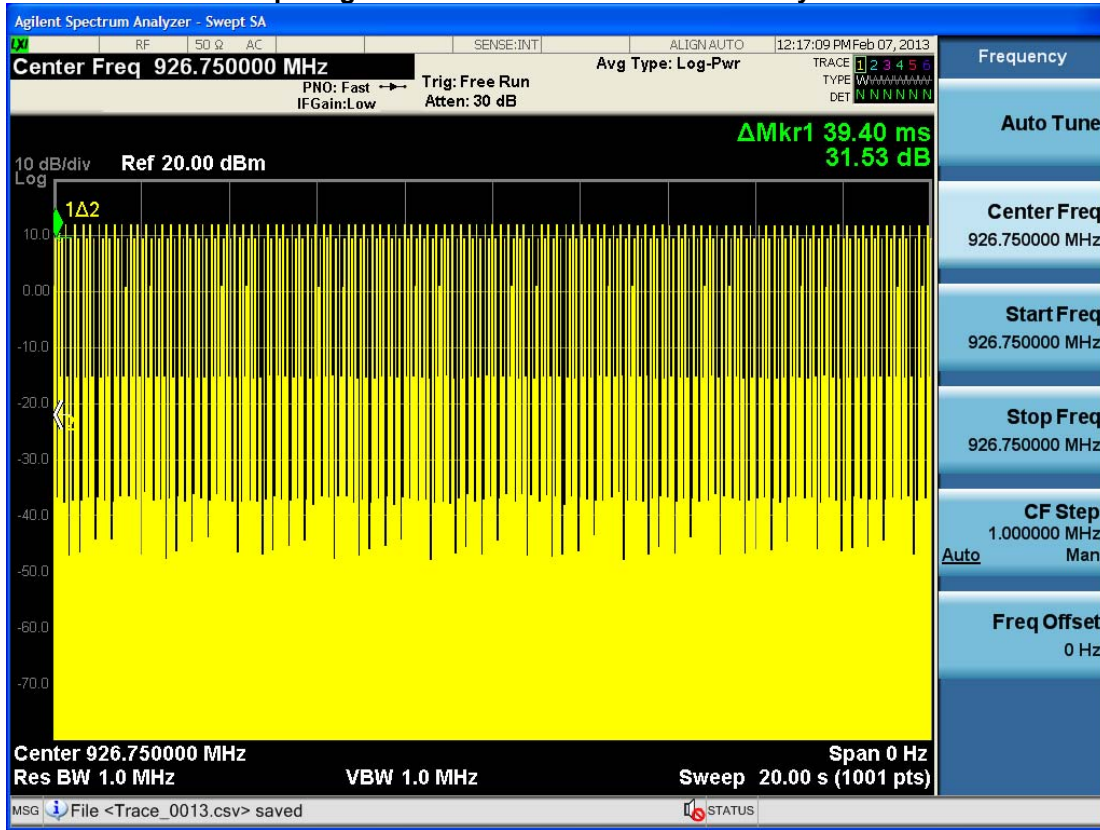 Agilent Spectrum Analyzer - Swept SA
LXI RF 50 Ω AC SENSE:INT ALIGN AUTO 12:17:09 PM Feb 07, 2013
Center Freq 926.750000 MHz
PNO: Fast
IFGain:Low
Trig: Free Run
Atten: 30 dB
Avg Type: Log-Pwr
TRACE 1 2 3 4 5 6
TYPE WWWWWW
DET N N N N N N
ΔMkr1 39.40 ms
31.53 dB
10 dB/div Ref 20.00 dBm
Log
1Δ2
10.0
0.00
-10.0
-20.0
-30.0
-40.0
-50.0
-60.0
-70.0
Center 926.750000 MHz Span 0 Hz
Res BW 1.0 MHz VBW 1.0 MHz Sweep 20.00 s (1001 pts)
MSG File <Trace_0013.csv> saved STATUS
Frequency
Auto Tune
Center Freq
926.750000 MHz
Start Freq
926.750000 MHz
Stop Freq
926.750000 MHz
CF Step
1.000000 MHz
Auto Man
Freq Offset
0 Hz